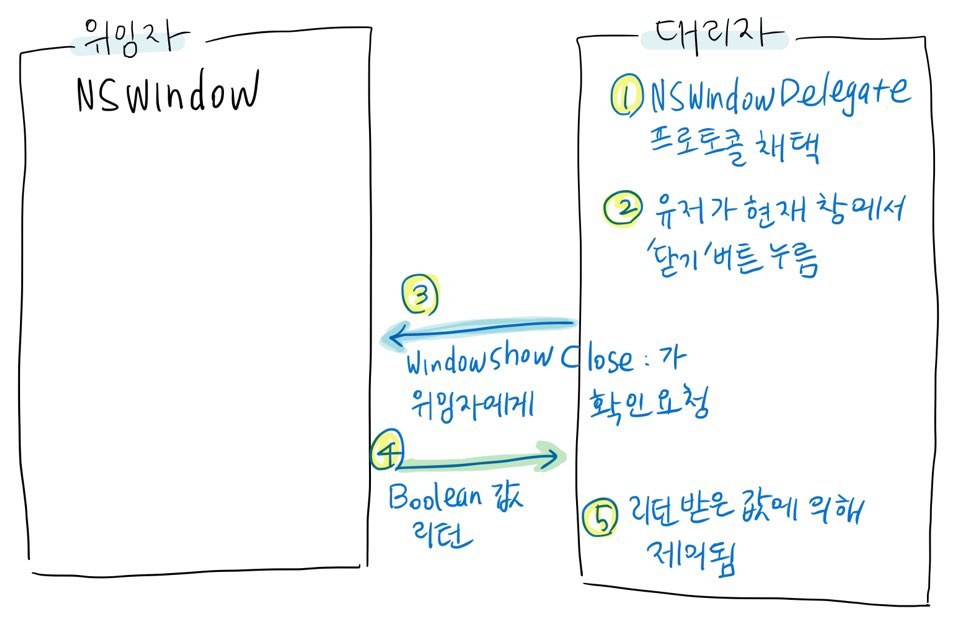 위임자
NSWindow
대리자
① NSWindowDelegate
프로토콜 채택
② 유저가 현재 창에서
'닫기'버튼 누름
③
WindowshowClose : 가
위임자에게 확인요청
④
Boolean 값
리턴
⑤ 리턴 받은 값에 의해
제어됨